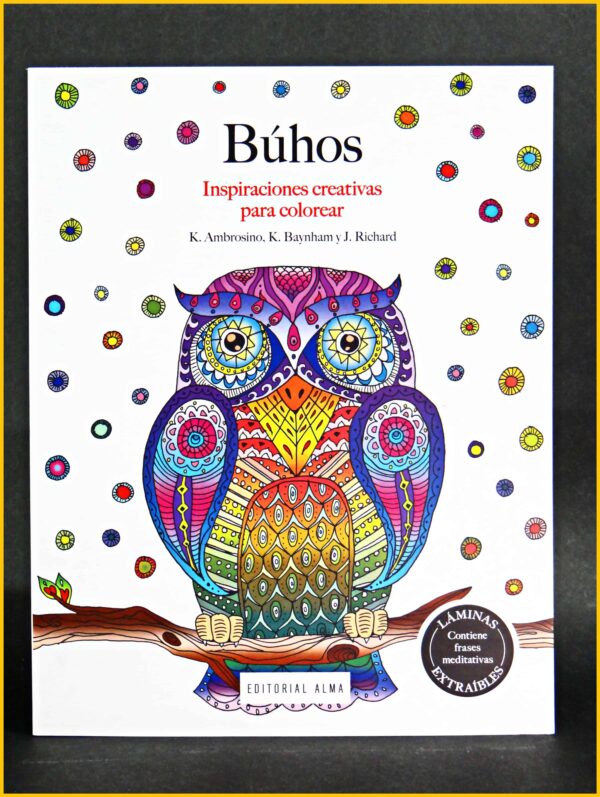 Búhos
Inspiraciones creativas
para colorear
K. Ambrosino, K. Baynham y J. Richard
LÁMINAS
Contiene
frases
meditativas
EXTRAÍBLES
EDITORIAL ALMA